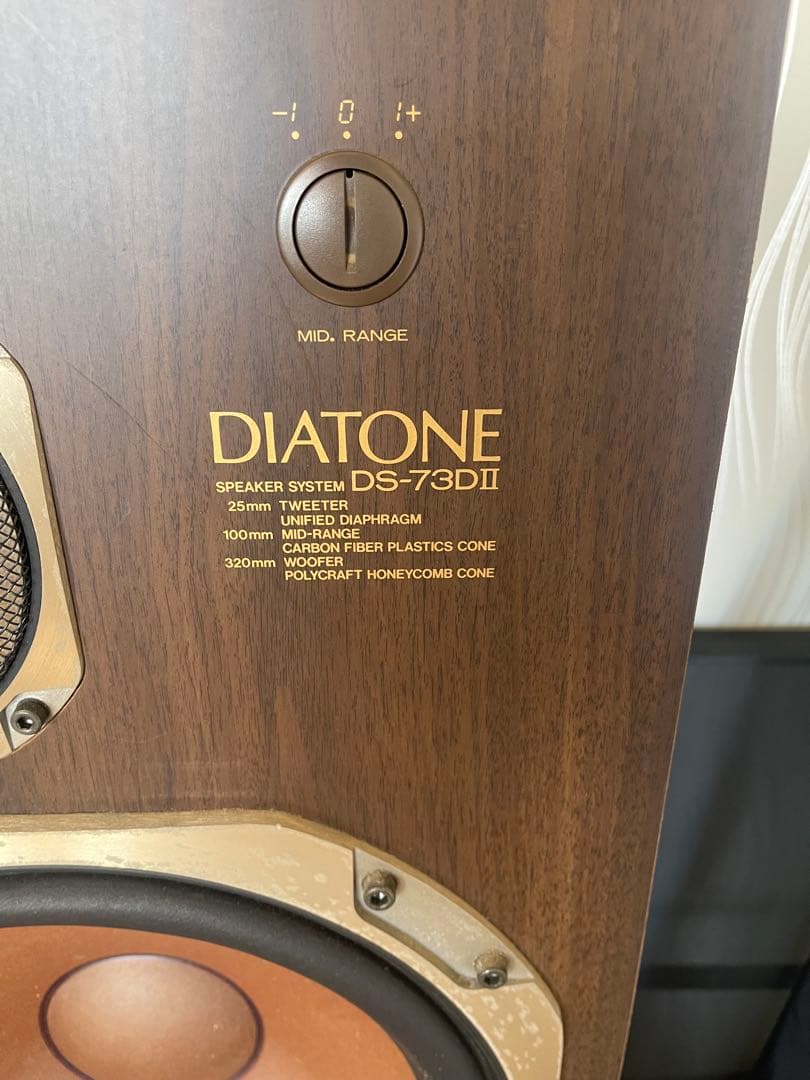 -1 0 1+
MID. RANGE
DIATONE
SPEAKER SYSTEM DS-73DII
25mm TWEETER
UNIFIED DIAPHRAGM
100mm MID-RANGE
CARBON FIBER PLASTICS CONE
320mm WOOFER
POLYCRAFT HONEYCOMB CONE